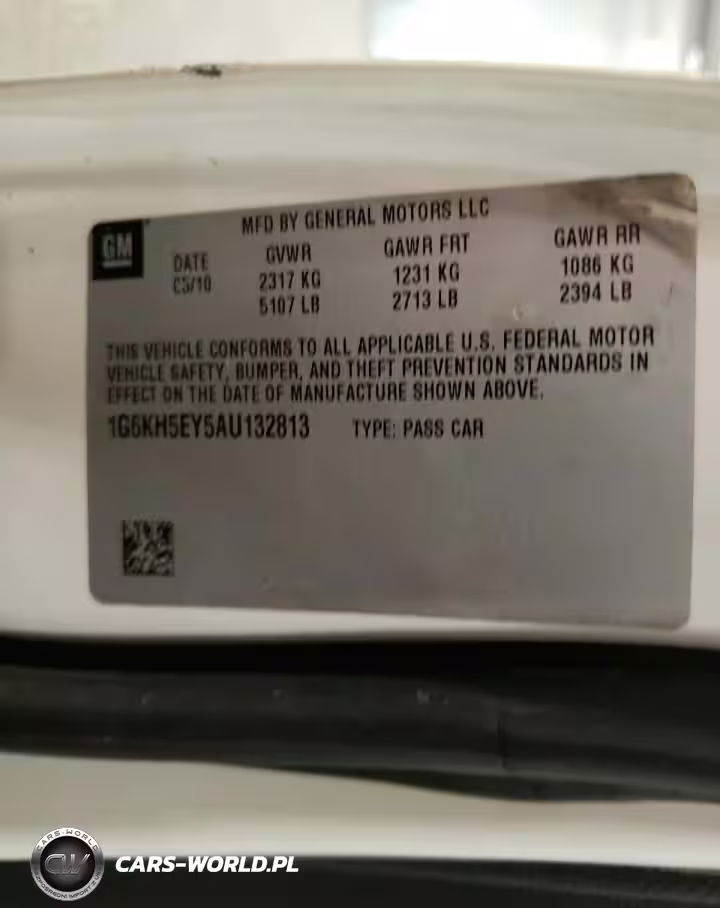 GM
MFD BY GENERAL MOTORS LLC
DATE GVWR GAWR FRT GAWR RR
05/10 2317 KG 1231 KG 1086 KG
5107 LB 2713 LB 2394 LB
THIS VEHICLE CONFORMS TO ALL APPLICABLE U.S. FEDERAL MOTOR
VEHICLE SAFETY, BUMPER, AND THEFT PREVENTION STANDARDS IN
EFFECT ON THE DATE OF MANUFACTURE SHOWN ABOVE.
1G6KH5EY5AU132813 TYPE: PASS CAR
CARS-WORLD
CW
CARS-WORLD.PL